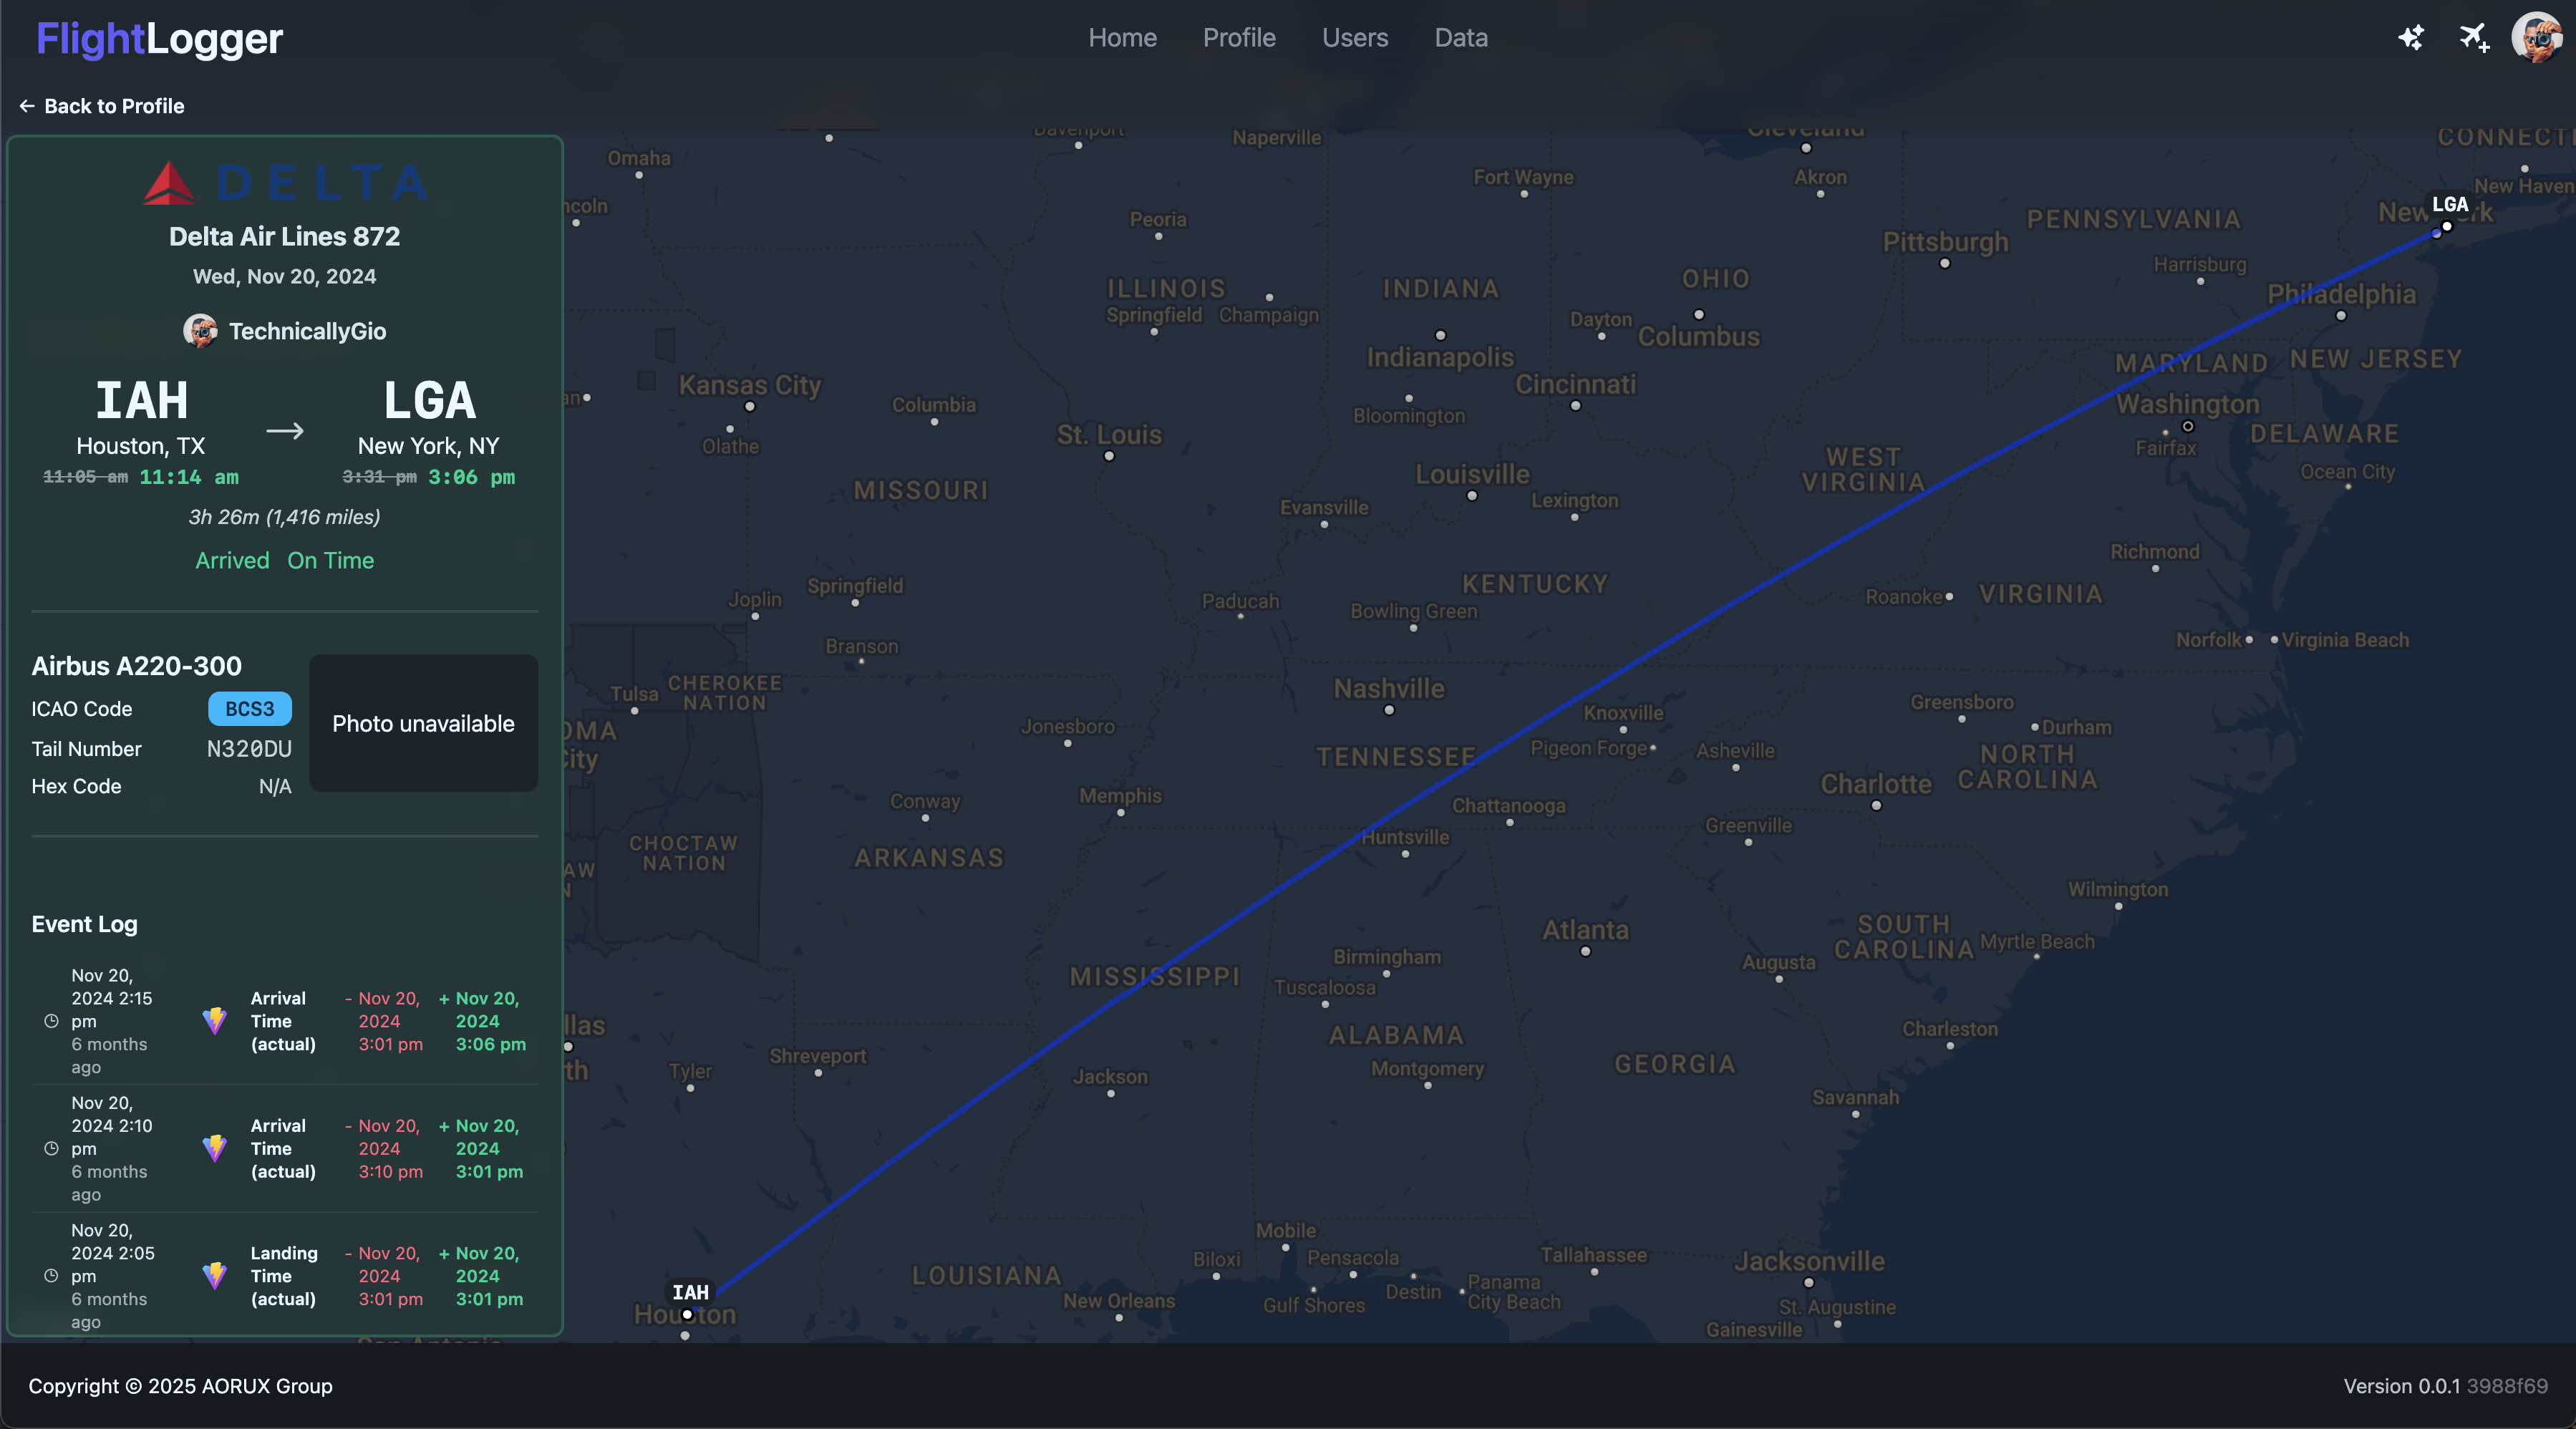 FlightLogger
Home Profile Users Data
← Back to Profile
DELTA
Delta Air Lines 872
Wed, Nov 20, 2024
TechnicallyGio
IAH → LGA
Houston, TX New York, NY
11:05 am 11:14 am 3:31 pm 3:06 pm
3h 26m (1,416 miles)
Arrived On Time
Airbus A220-300
ICAO Code BCS3
Tail Number N320DU
Hex Code N/A
Photo unavailable
Event Log
Nov 20,
2024 2:15
pm
6 months
ago
Arrival
Time
(actual)
- Nov 20,
2024
3:01 pm
+ Nov 20,
2024
3:06 pm
Nov 20,
2024 2:10
pm
6 months
ago
Arrival
Time
(actual)
- Nov 20,
2024
3:10 pm
+ Nov 20,
2024
3:01 pm
Nov 20,
2024 2:05
pm
6 months
ago
Landing
Time
(actual)
- Nov 20,
2024
3:01 pm
+ Nov 20,
2024
3:01 pm
Davenport
Naperville
Cleveland
Omaha
Fort Wayne
Akron
New Haven
LGA
Peoria
PENNSYLVANIA
Pittsburgh
Harrisburg
ILLINOIS
INDIANA
OHIO
Philadelphia
Springfield
Champaign
Dayton
Columbus
Indianapolis
MARYLAND
NEW JERSEY
Kansas City
Cincinnati
Columbia
Bloomington
Washington
St. Louis
Olathe
Fairfax
DELAWARE
WEST
VIRGINIA
Louisville
Ocean City
MISSOURI
Lexington
Evansville
Richmond
Springfield
Joplin
Paducah
KENTUCKY
Bowling Green
Roanoke
VIRGINIA
Branson
Norfolk
Virginia Beach
Tulsa
CHEROKEE
NATION
Nashville
Knoxville
Greensboro
Jonesboro
Durham
TENNESSEE
Pigeon Forge
Asheville
NORTH
CAROLINA
Charlotte
Conway
Memphis
Chattanooga
Greenville
Huntsville
CHOCTAW
NATION
ARKANSAS
Wilmington
Atlanta
SOUTH
CAROLINA
Myrtle Beach
Birmingham
Augusta
MISSISSIPPI
Tuscaloosa
Charleston
ALABAMA
Shreveport
Tyler
Jackson
Montgomery
GEORGIA
Savannah
Mobile
Biloxi
Pensacola
Tallahassee
Jacksonville
LOUISIANA
IAH
Houston
New Orleans
Gulf Shores
Destin
Panama
City Beach
St. Augustine
Gainesville
Copyright © 2025 AORUX Group
Version 0.0.1 3988f69